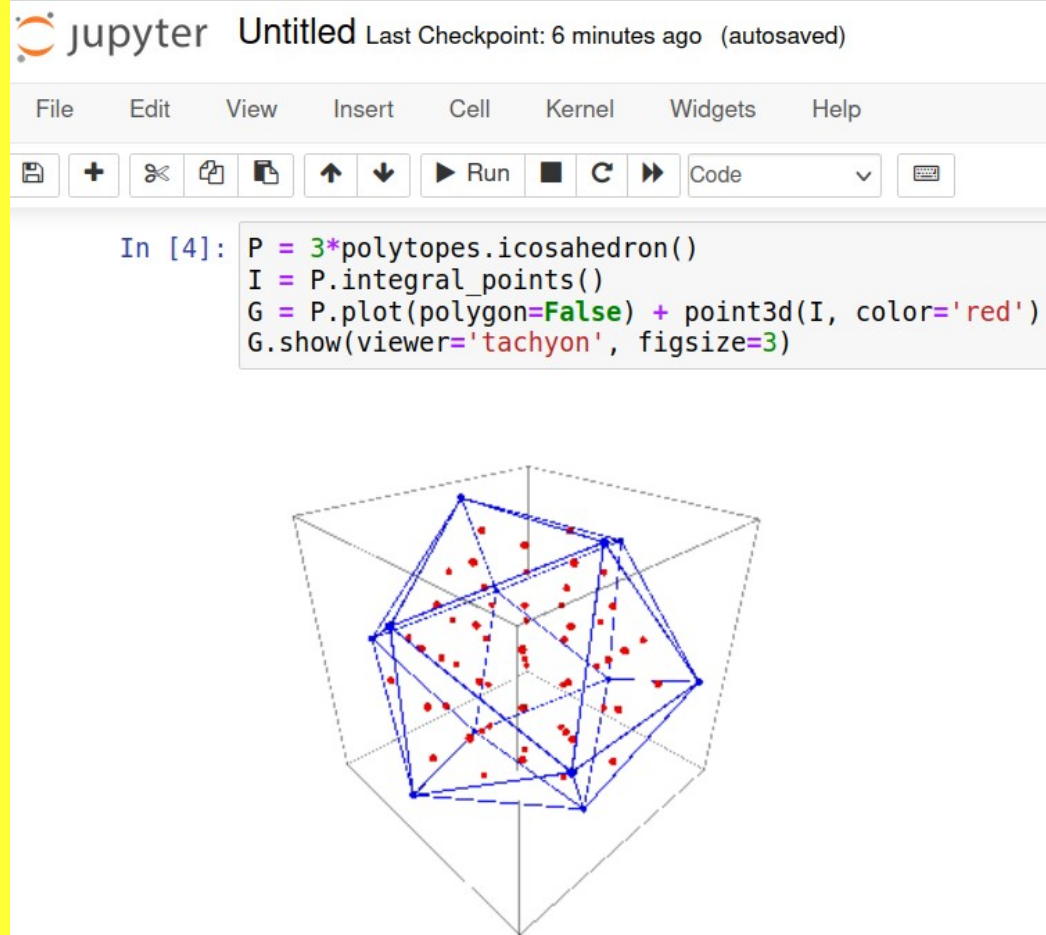 jupyter Untitled Last Checkpoint: 6 minutes ago (autosaved)
File Edit View Insert Cell Kernel Widgets Help
Run Code
In [4]: P = 3*polytopes.icosahedron()
I = P.integral_points()
G = P.plot(polygon=False) + point3d(I, color='red')
G.show(viewer='tachyon', figsize=3)